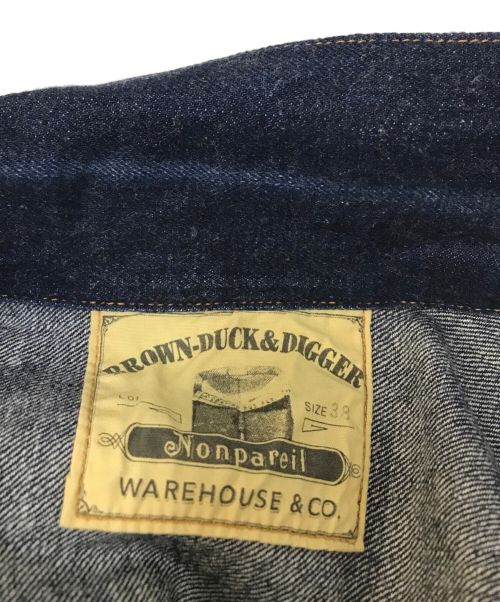 BROWN-DUCK & DIGGER
LOT
SIZE 38
Nonpareil
WAREHOUSE & CO.